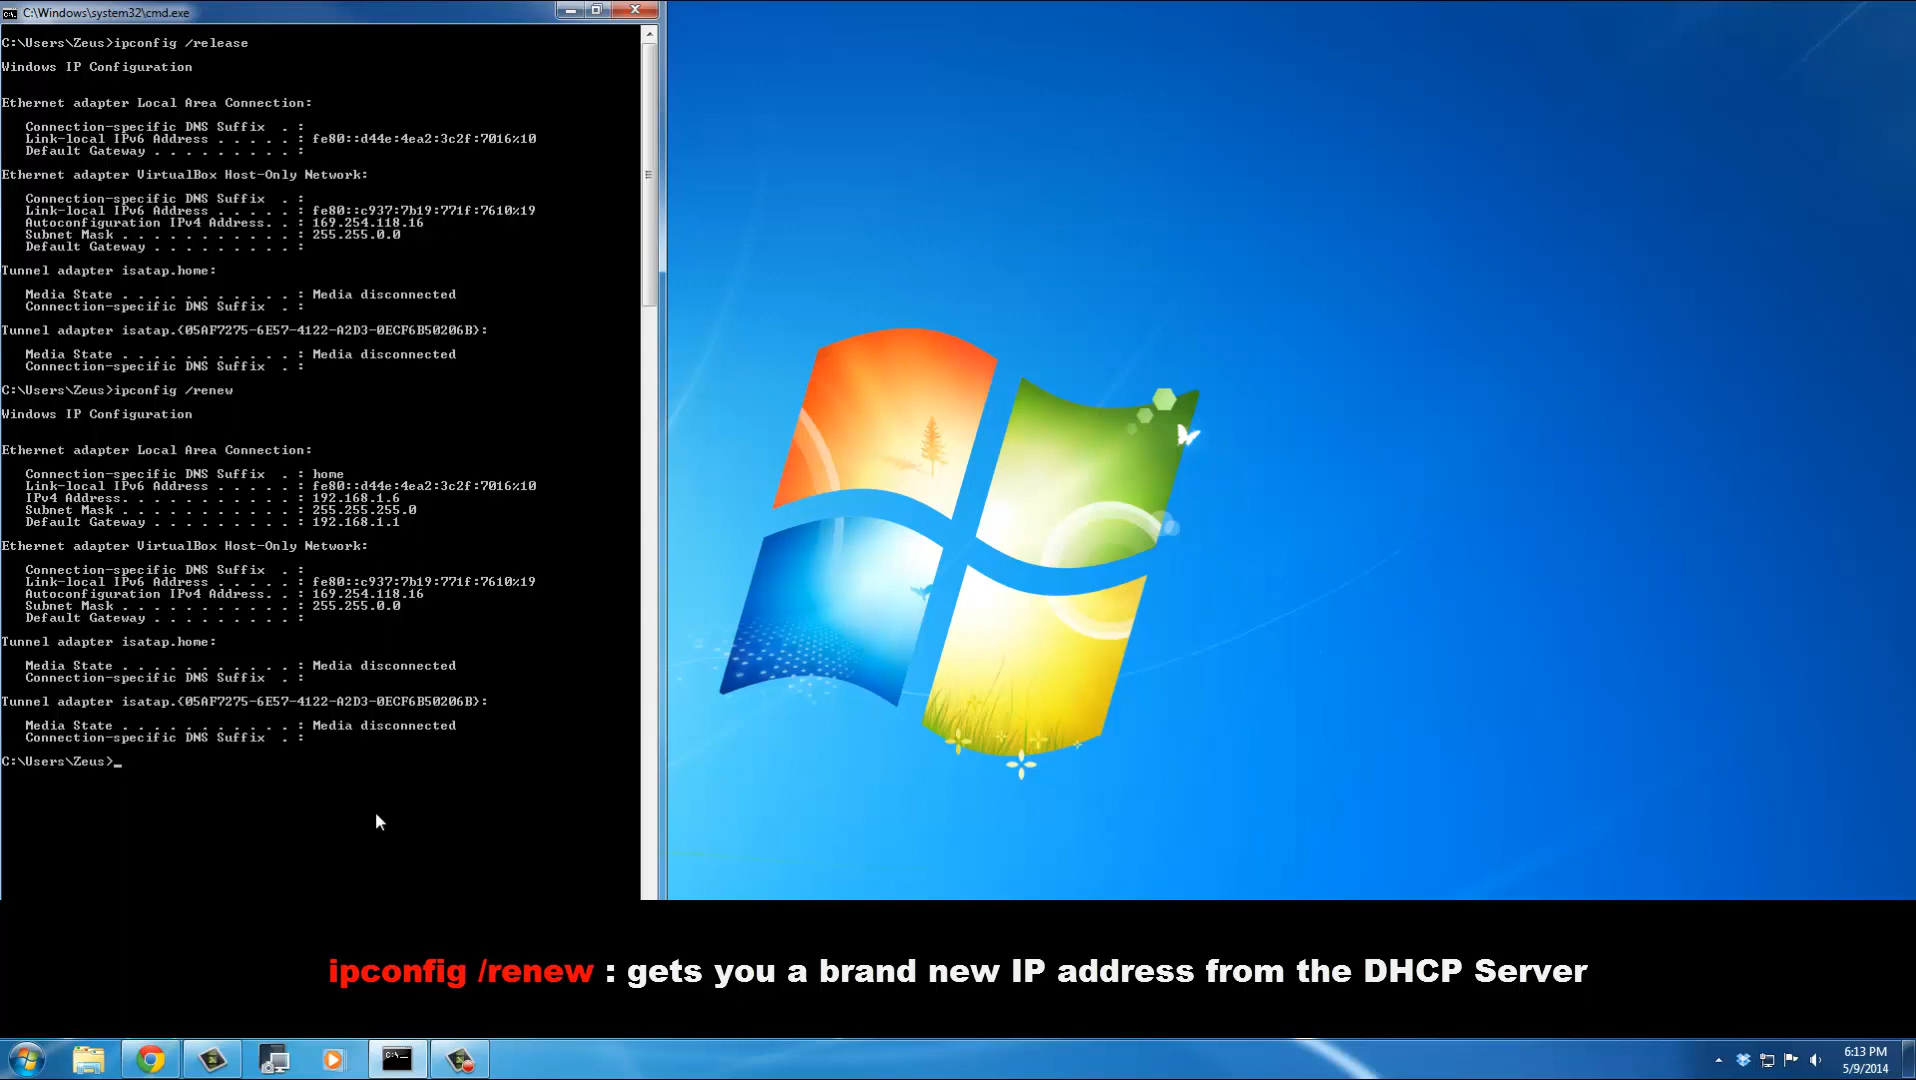 C:\Windows\system32\cmd.exe
C:\Users\Zeus>ipconfig /release
Windows IP Configuration
Ethernet adapter Local Area Connection:
Connection-specific DNS Suffix  . :
Link-local IPv6 Address . . . . . : fe80::d44e:4ea2:3c2f:7016%10
Default Gateway . . . . . . . . . :
Ethernet adapter VirtualBox Host-Only Network:
Connection-specific DNS Suffix  . :
Link-local IPv6 Address . . . . . : fe80::c937:7b19:771f:7610%19
Autoconfiguration IPv4 Address. . : 169.254.118.16
Subnet Mask . . . . . . . . . . . : 255.255.0.0
Default Gateway . . . . . . . . . :
Tunnel adapter isatap.home:
Media State . . . . . . . . . . . : Media disconnected
Connection-specific DNS Suffix  . :
Tunnel adapter isatap.{05AF7275-6E57-4122-A2D3-0ECF6B50206B}:
Media State . . . . . . . . . . . : Media disconnected
Connection-specific DNS Suffix  . :
C:\Users\Zeus>ipconfig /renew
Windows IP Configuration
Ethernet adapter Local Area Connection:
Connection-specific DNS Suffix  . : home
Link-local IPv6 Address . . . . . : fe80::d44e:4ea2:3c2f:7016%10
IPv4 Address. . . . . . . . . . . : 192.168.1.6
Subnet Mask . . . . . . . . . . . : 255.255.255.0
Default Gateway . . . . . . . . . : 192.168.1.1
Ethernet adapter VirtualBox Host-Only Network:
Connection-specific DNS Suffix  . :
Link-local IPv6 Address . . . . . : fe80::c937:7b19:771f:7610%19
Autoconfiguration IPv4 Address. . : 169.254.118.16
Subnet Mask . . . . . . . . . . . : 255.255.0.0
Default Gateway . . . . . . . . . :
Tunnel adapter isatap.home:
Media State . . . . . . . . . . . : Media disconnected
Connection-specific DNS Suffix  . :
Tunnel adapter isatap.{05AF7275-6E57-4122-A2D3-0ECF6B50206B}:
Media State . . . . . . . . . . . : Media disconnected
Connection-specific DNS Suffix  . :
C:\Users\Zeus>_
ipconfig /renew : gets you a brand new IP address from the DHCP Server
6:13 PM
5/9/2014